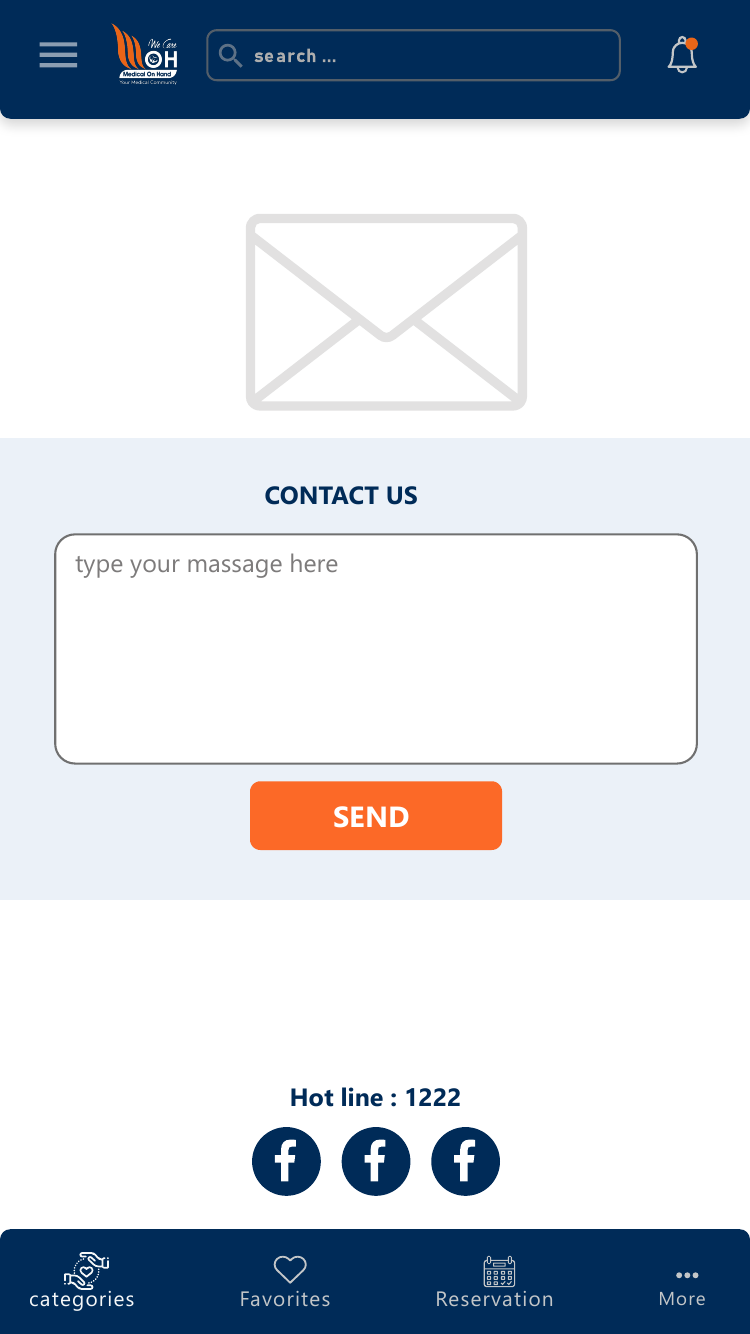 We Care
OH
Medical On Hand
Your Medical Community
search ...
CONTACT US
type your massage here
SEND
Hot line : 1222
categories
Favorites
Reservation
More